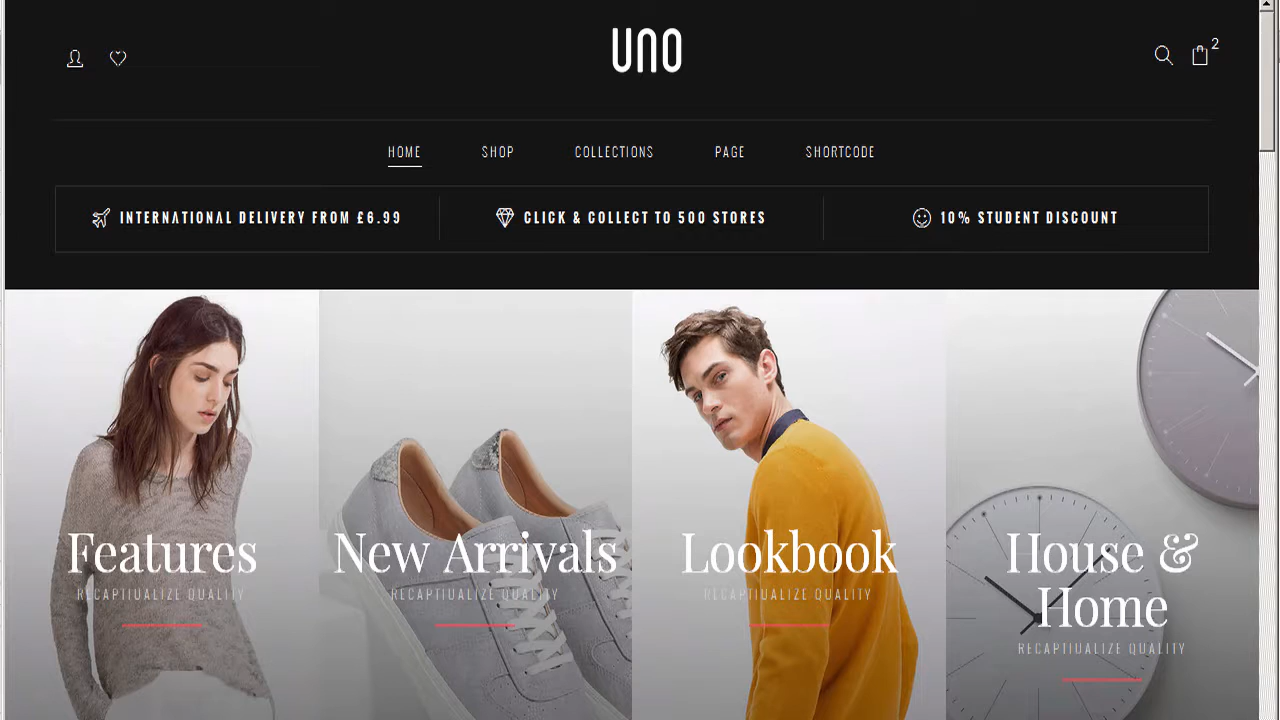 UNO
2
HOME SHOP COLLECTIONS PAGE SHORTCODE
INTERNATIONAL DELIVERY FROM £6.99
CLICK & COLLECT TO 500 STORES
10% STUDENT DISCOUNT
Features
RECAPTIUALIZE QUALITY
New Arrivals
RECAPTIUALIZE QUALITY
Lookbook
RECAPTIUALIZE QUALITY
House &
Home
RECAPTIUALIZE QUALITY